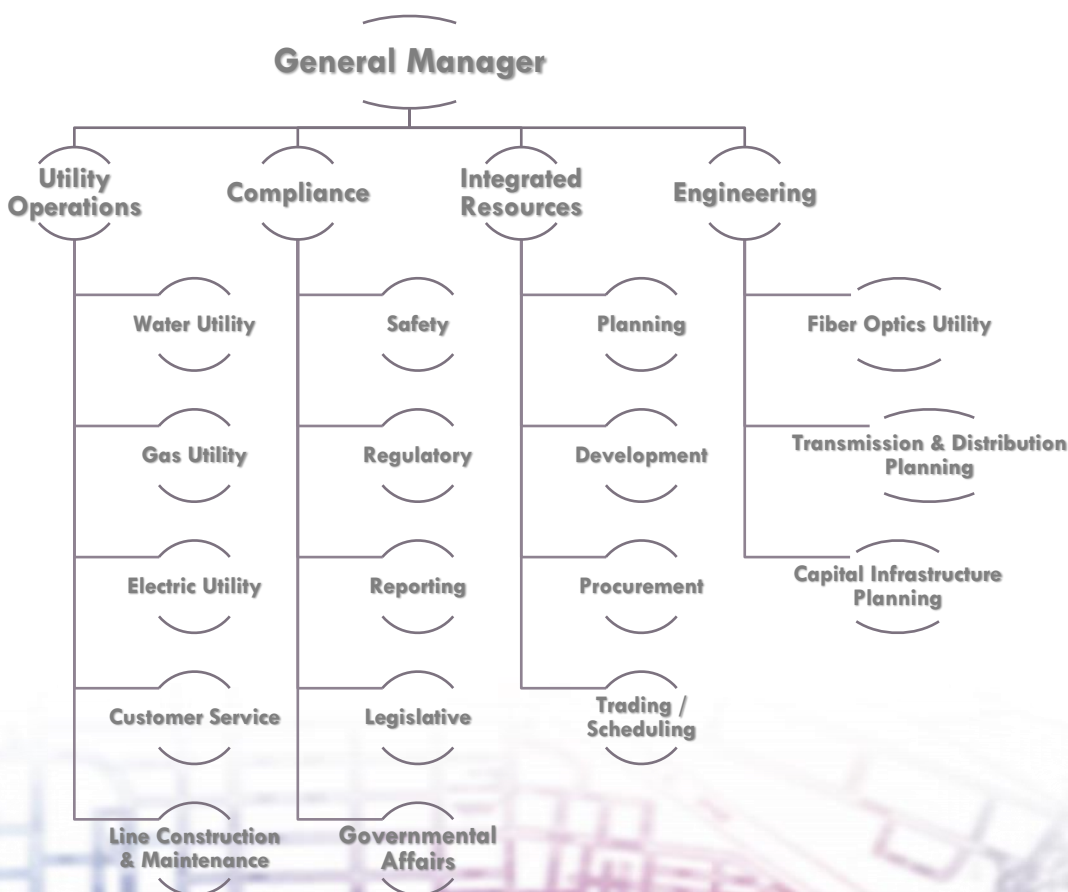 General Manager
Utility
Operations
Compliance
Integrated
Resources
Engineering
Water Utility
Safety
Planning
Fiber Optics Utility
Gas Utility
Regulatory
Development
Transmission & Distribution
Planning
Electric Utility
Reporting
Procurement
Capital Infrastructure
Planning
Customer Service
Legislative
Trading /
Scheduling
Line Construction
& Maintenance
Governmental
Affairs